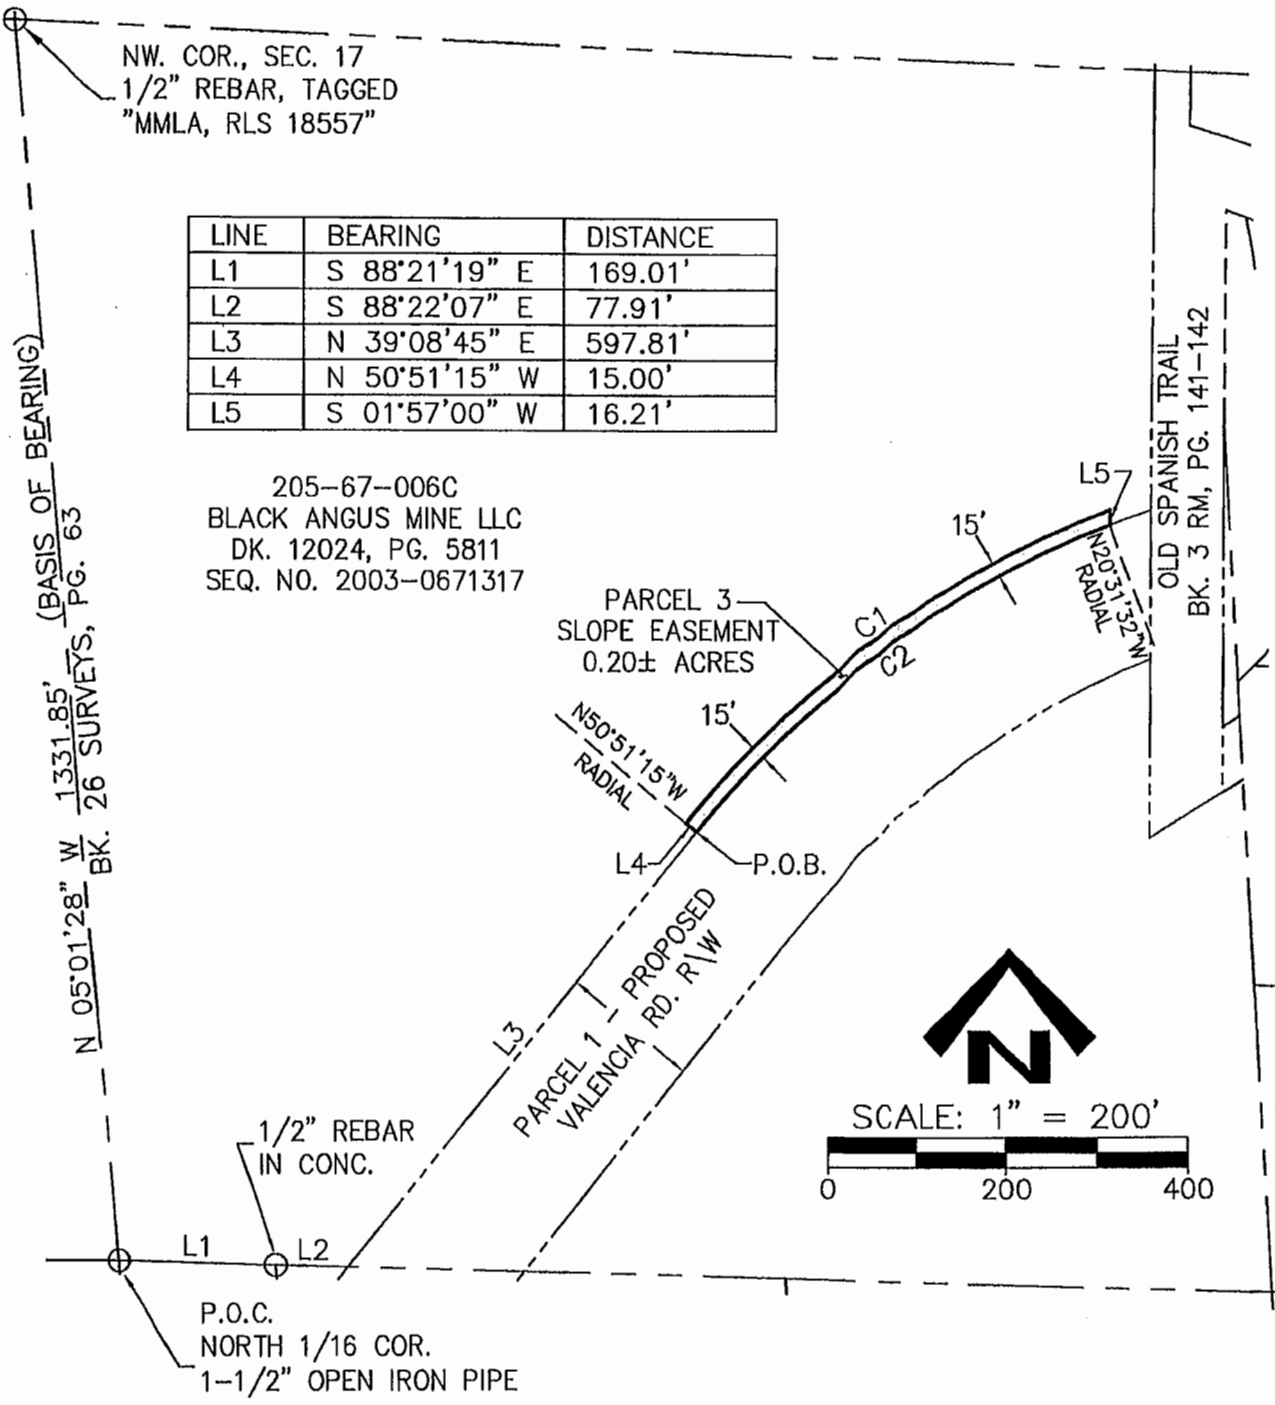 NW. COR., SEC. 17
1/2" REBAR, TAGGED
"MMLA, RLS 18557"
LINE BEARING DISTANCE
L1 S 88°21'19" E 169.01'
L2 S 88°22'07" E 77.91'
L3 N 39°08'45" E 597.81'
L4 N 50°51'15" W 15.00'
L5 S 01°57'00" W 16.21'
N 05°01'28" W 1331.85' (BASIS OF BEARING)
BK. 26 SURVEYS, PG. 63
205-67-006C
BLACK ANGUS MINE LLC
DK. 12024, PG. 5811
SEQ. NO. 2003-0671317
OLD SPANISH TRAIL
BK. 3 RM, PG. 141-142
L5
15'
N20°31'32"W
RADIAL
PARCEL 3
SLOPE EASEMENT
0.20± ACRES
C1
C2
15'
N50°51'15"W
RADIAL
L4
P.O.B.
L3
PARCEL 1 - PROPOSED
VALENCIA RD. R\W
N
SCALE: 1" = 200'
0 200 400
1/2" REBAR
IN CONC.
L1
L2
P.O.C.
NORTH 1/16 COR.
1-1/2" OPEN IRON PIPE